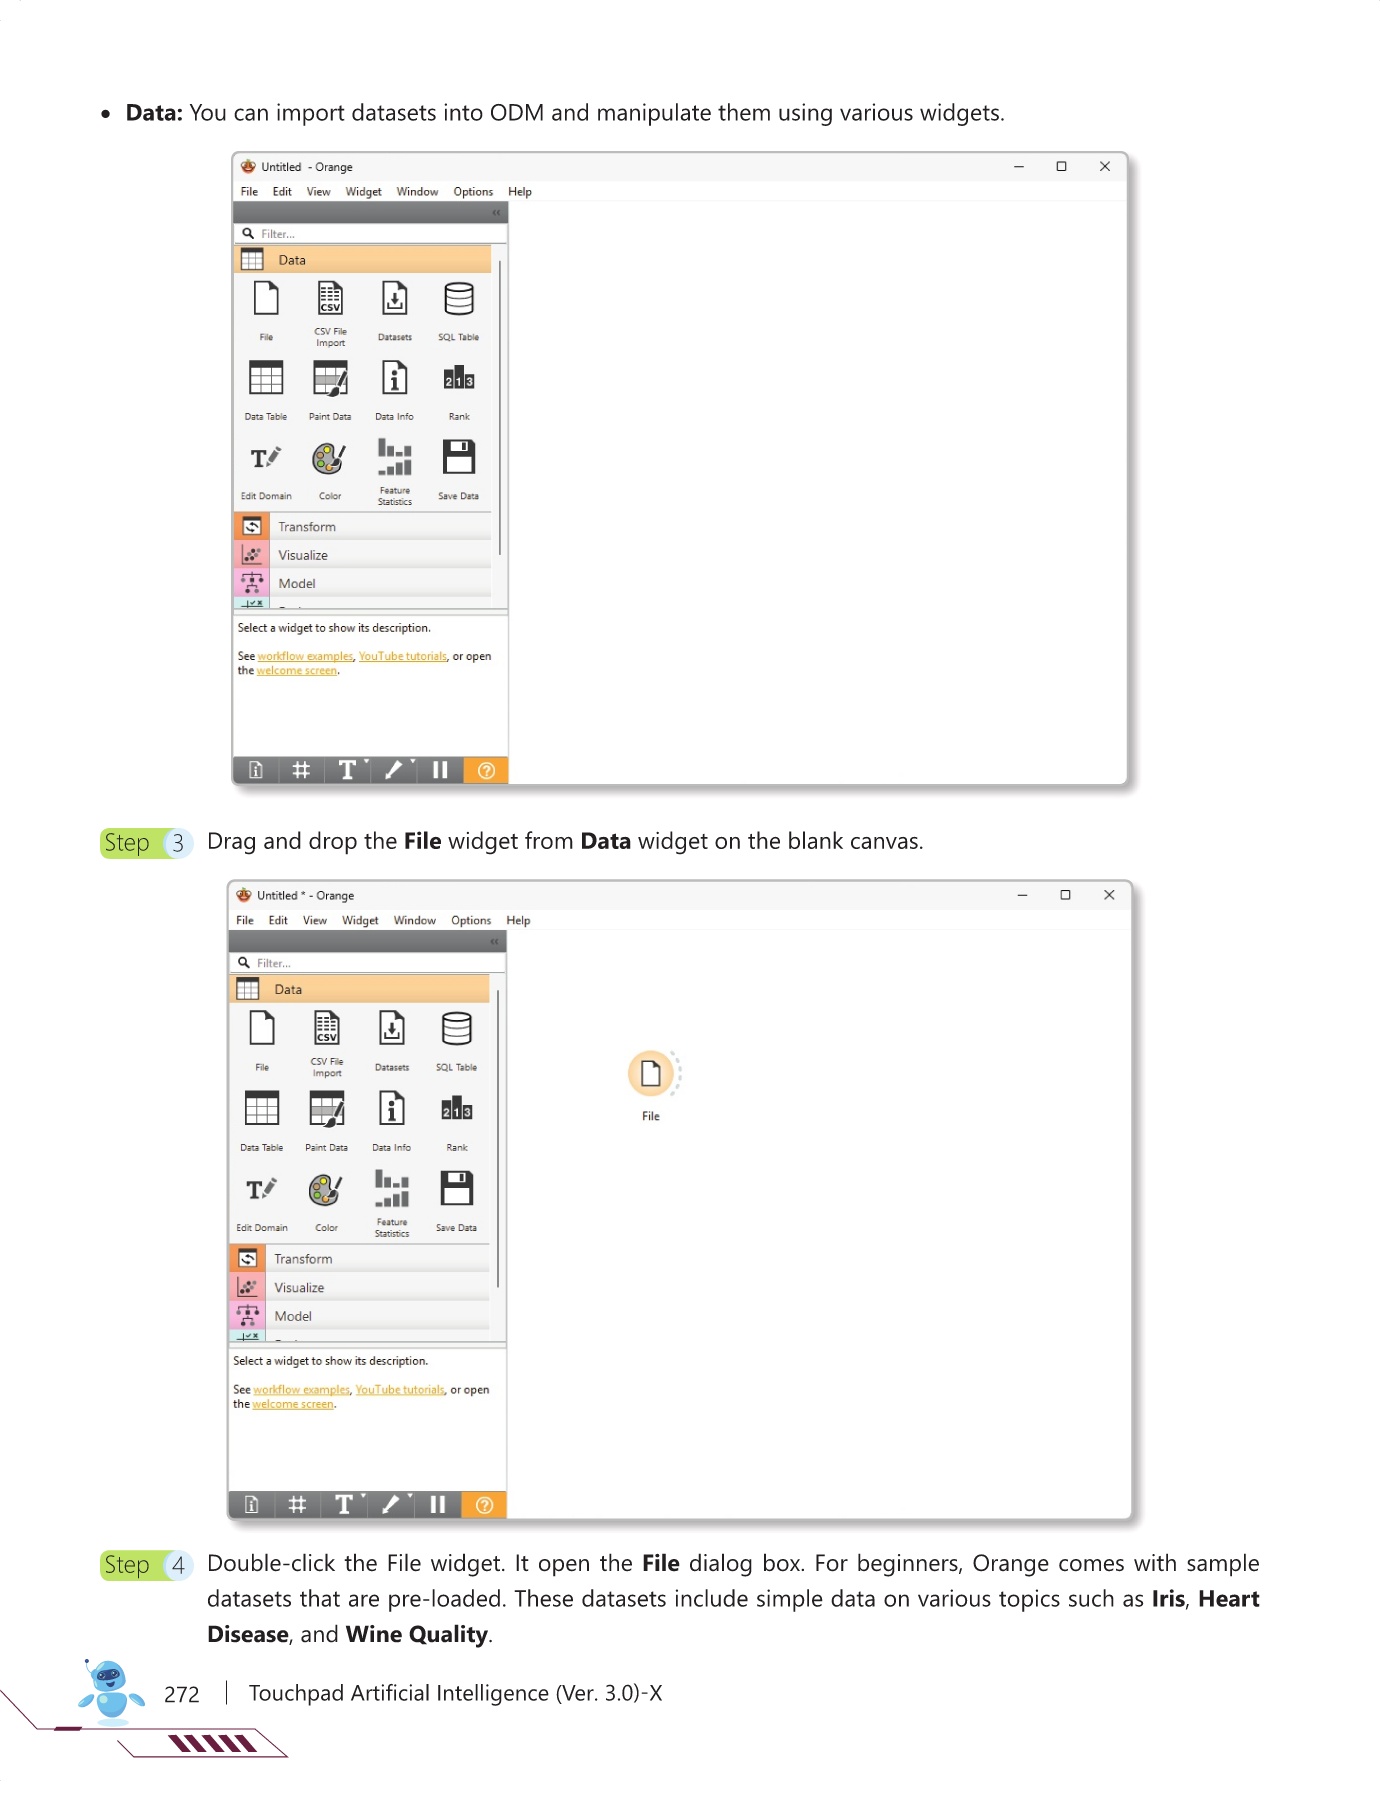 • Data: You can import datasets into ODM and manipulate them using various widgets.
Untitled - Orange
File Edit View Widget Window Options Help
Filter...
Data
File CSV File Import Datasets SQL Table
Data Table Paint Data Data Info Rank
Edit Domain Color Feature Statistics Save Data
Transform
Visualize
Model
Select a widget to show its description.
See workflow examples, YouTube tutorials, or open
the welcome screen.
Step 3 Drag and drop the File widget from Data widget on the blank canvas.
Untitled * - Orange
File Edit View Widget Window Options Help
Filter...
Data
File CSV File Import Datasets SQL Table
File
Data Table Paint Data Data Info Rank
Edit Domain Color Feature Statistics Save Data
Transform
Visualize
Model
Select a widget to show its description.
See workflow examples, YouTube tutorials, or open
the welcome screen.
Step 4 Double-click the File widget. It open the File dialog box. For beginners, Orange comes with sample
datasets that are pre-loaded. These datasets include simple data on various topics such as Iris, Heart
Disease, and Wine Quality.
272 | Touchpad Artificial Intelligence (Ver. 3.0)-X